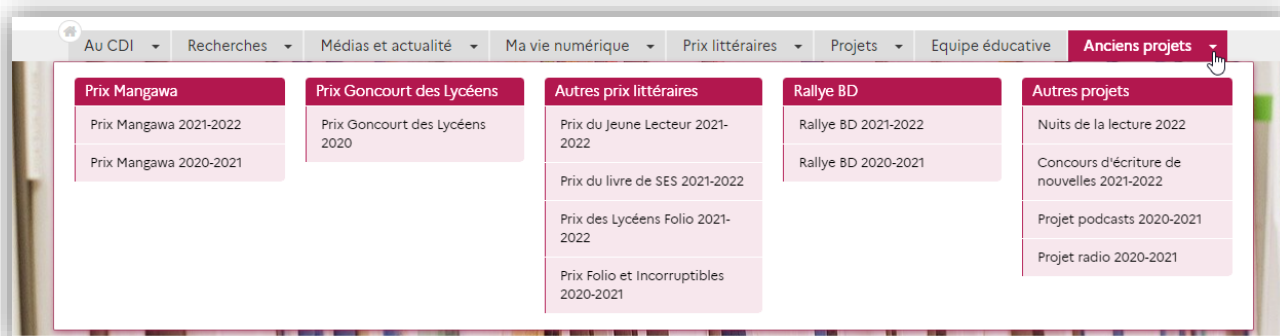 Au CDI Recherches Médias et actualité Ma vie numérique Prix littéraires Projets Equipe éducative Anciens projets
Prix Mangawa
Prix Mangawa 2021-2022
Prix Mangawa 2020-2021
Prix Goncourt des Lycéens
Prix Goncourt des Lycéens
2020
Autres prix littéraires
Prix du Jeune Lecteur 2021-
2022
Prix du livre de SES 2021-2022
Prix des Lycéens Folio 2021-
2022
Prix Folio et Incorruptibles
2020-2021
Rallye BD
Rallye BD 2021-2022
Rallye BD 2020-2021
Autres projets
Nuits de la lecture 2022
Concours d'écriture de
nouvelles 2021-2022
Projet podcasts 2020-2021
Projet radio 2020-2021